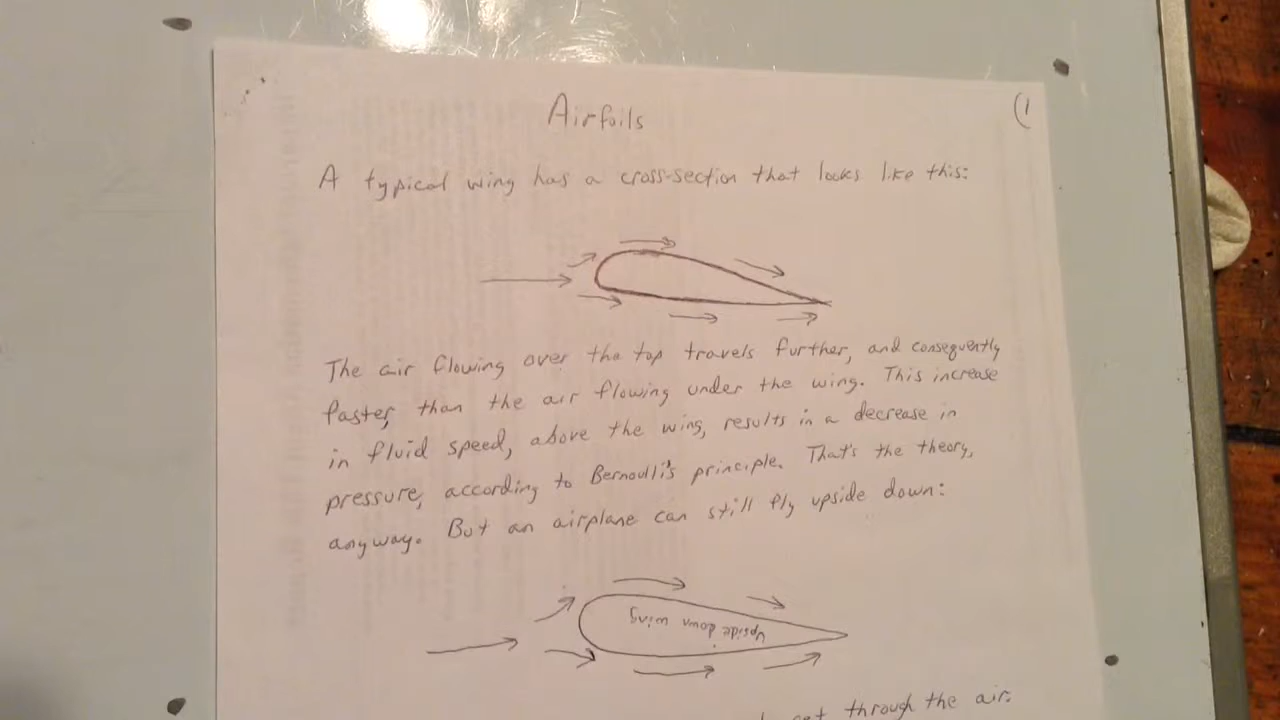 Airfoils
(1
A typical wing has a cross-section that looks like this:
The air flowing over the top travels further, and consequently
faster, than the air flowing under the wing. This increase
in fluid speed, above the wing, results in a decrease in
pressure, according to Bernoulli's principle. That's the theory,
anyway. But an airplane can still fly upside down:
Upside down wing
through the air.